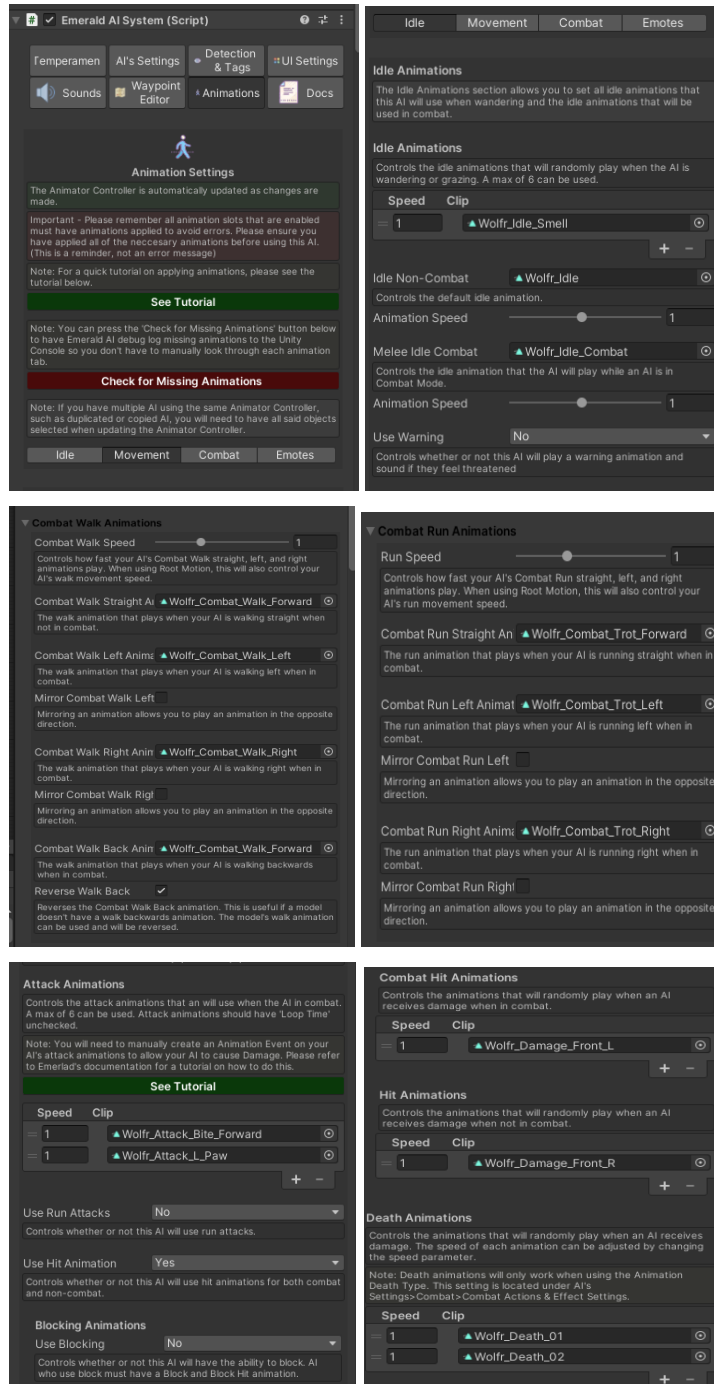 Emerald AI System (Script)
Temperamen
AI's Settings
Detection
& Tags
UI Settings
Sounds
Waypoint
Editor
Animations
Docs
Animation Settings
The Animator Controller is automatically updated as changes are
made.
Important - Please remember all animation slots that are enabled
must have animations applied to avoid errors. Please ensure you
have applied all of the neccesary animations before using this AI.
(This is a reminder, not an error message)
Note: For a quick tutorial on applying animations, please see the
tutorial below.
See Tutorial
Note: You can press the 'Check for Missing Animations' button below
to have Emerald AI debug log missing animations to the Unity
Console so you don't have to manually look through each animation
tab.
Check for Missing Animations
Note: If you have multiple AI using the same Animator Controller,
such as duplicated or copied AI, you will need to have all said objects
selected when updating the Animator Controller.
Idle Movement Combat Emotes
Idle Movement Combat Emotes
Idle Animations
The Idle Animations section allows you to set all idle animations that
this AI will use when wandering and the idle animations that will be
used in combat.
Idle Animations
Controls the idle animations that will randomly play when the AI is
wandering or grazing. A max of 6 can be used.
Speed Clip
= 1 Wolfr_Idle_Smell
+ −
Idle Non-Combat Wolfr_Idle
Controls the default idle animation.
Animation Speed 1
Melee Idle Combat Wolfr_Idle_Combat
Controls the idle animation that the AI will play while an AI is in
Combat Mode.
Animation Speed 1
Use Warning No
Controls whether or not this AI will play a warning animation and
sound if they feel threatened
Combat Walk Animations
Combat Walk Speed 1
Controls how fast your AI's Combat Walk straight, left, and right
animations play. When using Root Motion, this will also control your
AI's walk movement speed.
Combat Walk Straight Ai Wolfr_Combat_Walk_Forward
The walk animation that plays when your AI is walking straight when
not in combat.
Combat Walk Left Anima Wolfr_Combat_Walk_Left
The walk animation that plays when your AI is walking left when in
combat.
Mirror Combat Walk Left
Mirroring an animation allows you to play an animation in the opposite
direction.
Combat Walk Right Anim Wolfr_Combat_Walk_Right
The walk animation that plays when your AI is walking right when in
combat.
Mirror Combat Walk Righ
Mirroring an animation allows you to play an animation in the opposite
direction.
Combat Walk Back Anim Wolfr_Combat_Walk_Forward
The walk animation that plays when your AI is walking backwards
when in combat.
Reverse Walk Back
Reverses the Combat Walk Back animation. This is useful if a model
doesn't have a walk backwards animation. The model's walk animation
can be used and will be reversed.
Combat Run Animations
Run Speed 1
Controls how fast your AI's Combat Run straight, left, and right
animations play. When using Root Motion, this will also control your
AI's run movement speed.
Combat Run Straight An Wolfr_Combat_Trot_Forward
The run animation that plays when your AI is running straight when in
combat.
Combat Run Left Animat Wolfr_Combat_Trot_Left
The run animation that plays when your AI is running left when in
combat.
Mirror Combat Run Left
Mirroring an animation allows you to play an animation in the opposite
direction.
Combat Run Right Anima Wolfr_Combat_Trot_Right
The run animation that plays when your AI is running right when in
combat.
Mirror Combat Run Right
Mirroring an animation allows you to play an animation in the opposite
direction.
Attack Animations
Controls the attack animations that an will use when the AI in combat.
A max of 6 can be used. Attack animations should have 'Loop Time'
unchecked.
Note: You will need to manually create an Animation Event on your
AI's attack animations to allow your AI to cause Damage. Please refer
to Emerlad's documentation for a tutorial on how to do this.
See Tutorial
Speed Clip
= 1 Wolfr_Attack_Bite_Forward
= 1 Wolfr_Attack_L_Paw
+ −
Use Run Attacks No
Controls whether or not this AI will use run attacks.
Use Hit Animation Yes
Controls whether or not this AI will use hit animations for both combat
and non-combat.
Blocking Animations
Use Blocking No
Controls whether or not this AI will have the ability to block. AI
who use block must have a Block and Block Hit animation.
Combat Hit Animations
Controls the animations that will randomly play when an AI
receives damage when in combat.
Speed Clip
= 1 Wolfr_Damage_Front_L
+ −
Hit Animations
Controls the animations that will randomly play when an AI
receives damage when not in combat.
Speed Clip
= 1 Wolfr_Damage_Front_R
+ −
Death Animations
Controls the animations that will randomly play when an AI receives
damage. The speed of each animation can be adjusted by changing
the speed parameter.
Note: Death animations will only work when using the Animation
Death Type. This setting is located under AI's
Settings>Combat>Combat Actions & Effect Settings.
Speed Clip
= 1 Wolfr_Death_01
= 1 Wolfr_Death_02
+ −